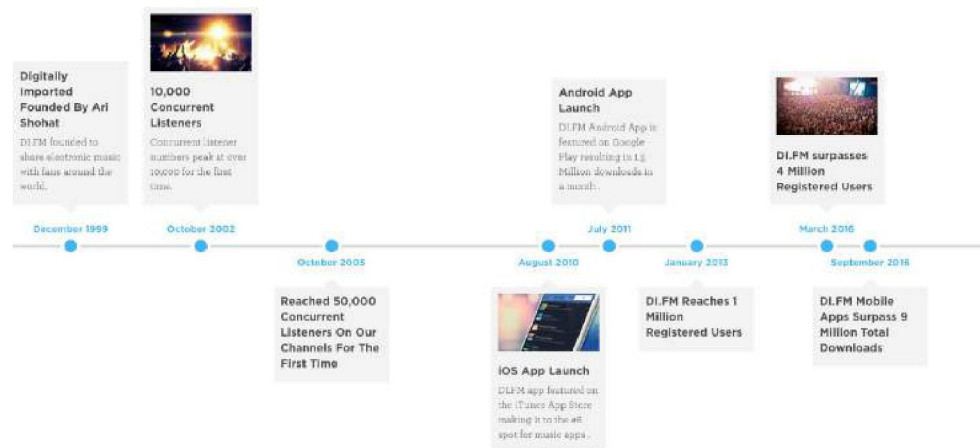 Digitally
Imported
Founded By Ari
Shohat
DI.FM founded to
share electronic music
with fans around the
world.
December 1999
10,000
Concurrent
Listeners
Concurrent listener
numbers peak at over
10,000 for the first
time.
October 2002
October 2005
Reached 50,000
Concurrent
Listeners On Our
Channels For The
First Time
August 2010
iOS App Launch
DI.FM app featured on
the iTunes App Store
making it to the #6
spot for music apps .
Android App
Launch
DI.FM Android App is
featured on Google
Play resulting in 1.5
Million downloads in
a month .
July 2011
January 2013
DI.FM Reaches 1
Million
Registered Users
DI.FM surpasses
4 Million
Registered Users
March 2016
September 2016
DI.FM Mobile
Apps Surpass 9
Million Total
Downloads